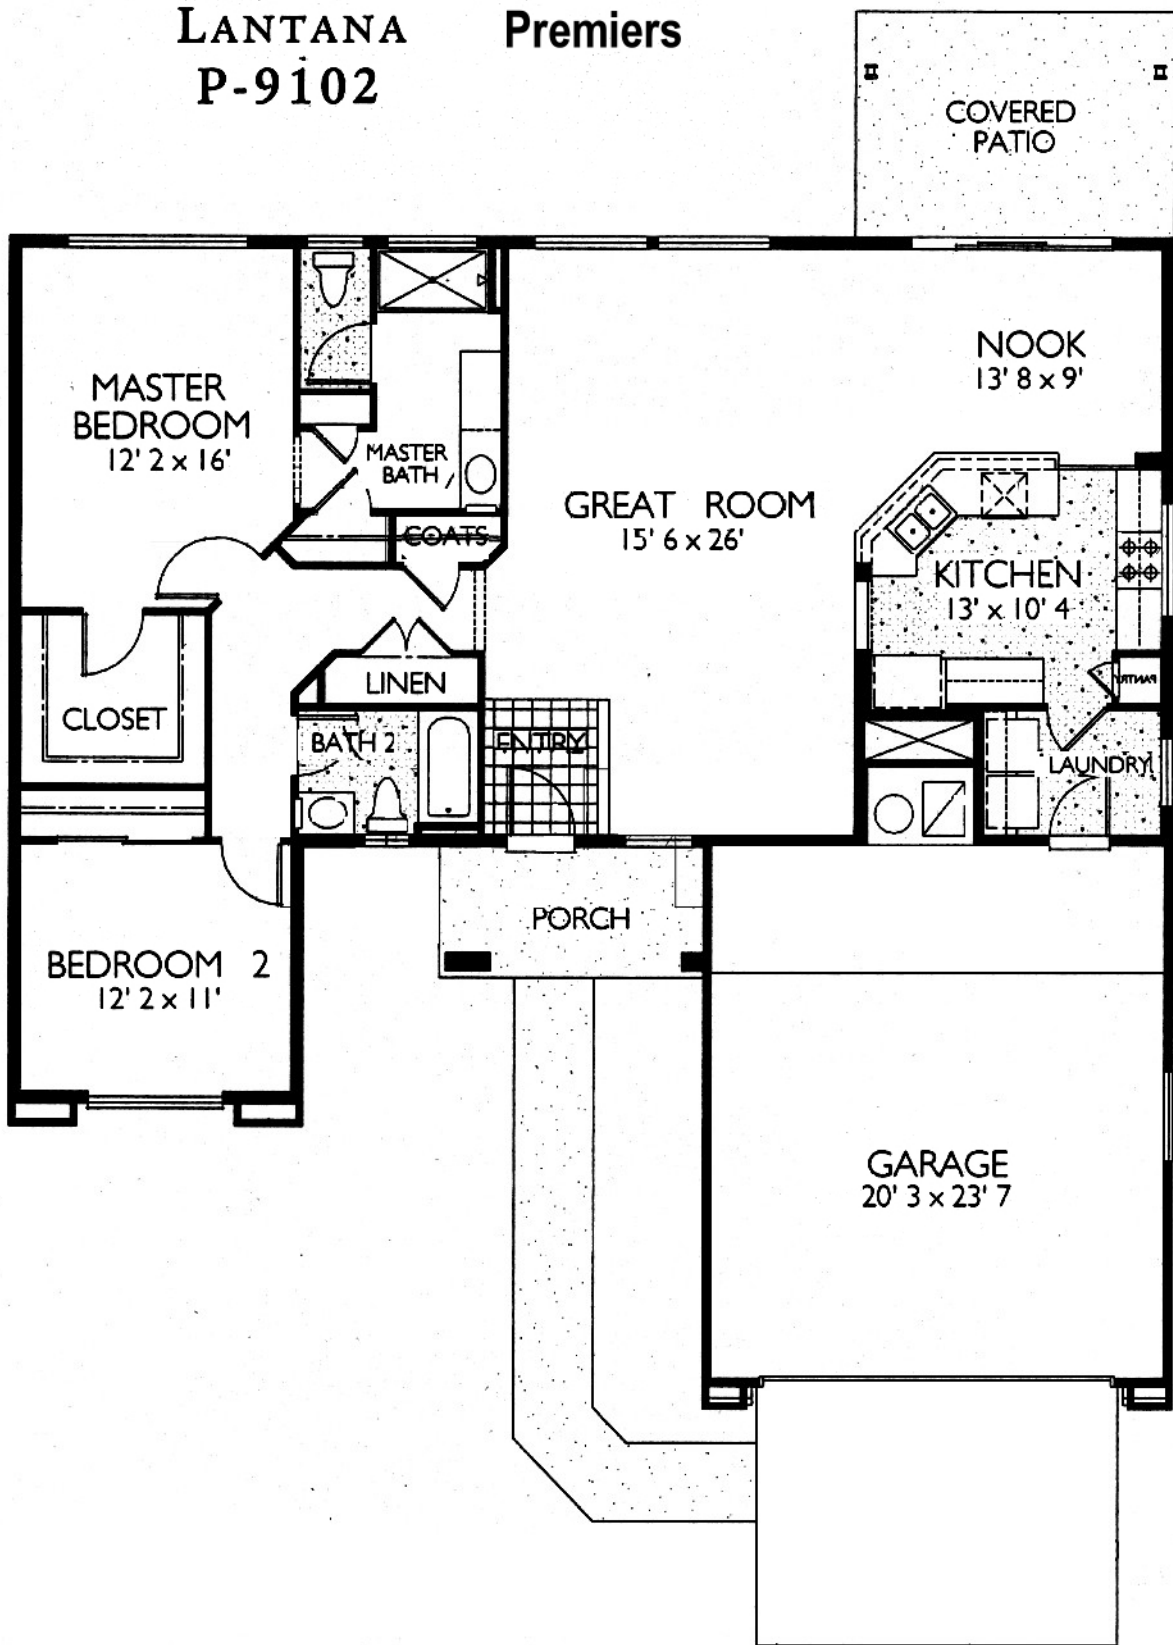 LANTANA Premiers
P-9102
COVERED
PATIO
NOOK
13' 8 x 9'
MASTER
BEDROOM
12' 2 x 16'
MASTER
BATH
GREAT ROOM
15' 6 x 26'
COATS
KITCHEN
13' x 10' 4
LINEN
PANTRY
CLOSET
BATH 2
ENTRY
LAUNDRY
PORCH
BEDROOM 2
12' 2 x 11'
GARAGE
20' 3 x 23' 7